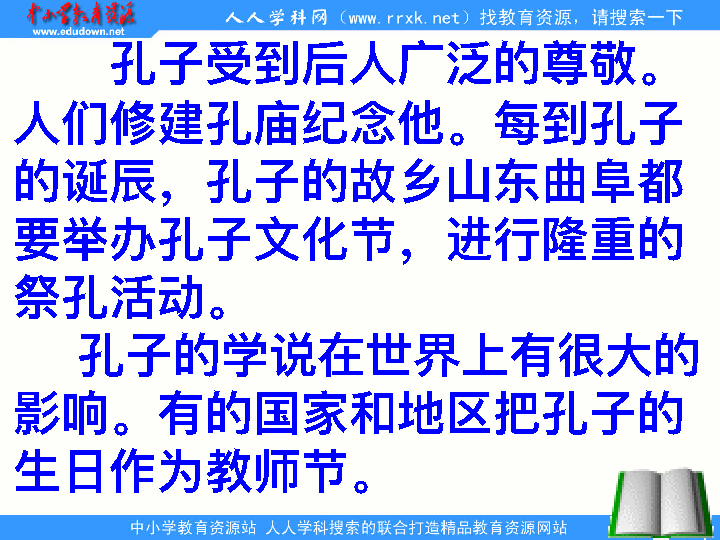 中小学教育资源
www.edudown.net
人人学科网（www.rrxk.net）找教育资源，请搜索一下
孔子受到后人广泛的尊敬。
人们修建孔庙纪念他。每到孔子
的诞辰，孔子的故乡山东曲阜都
要举办孔子文化节，进行隆重的
祭孔活动。
孔子的学说在世界上有很大的
影响。有的国家和地区把孔子的
生日作为教师节。
中小学教育资源站 人人学科搜索的联合打造精品教育资源网站